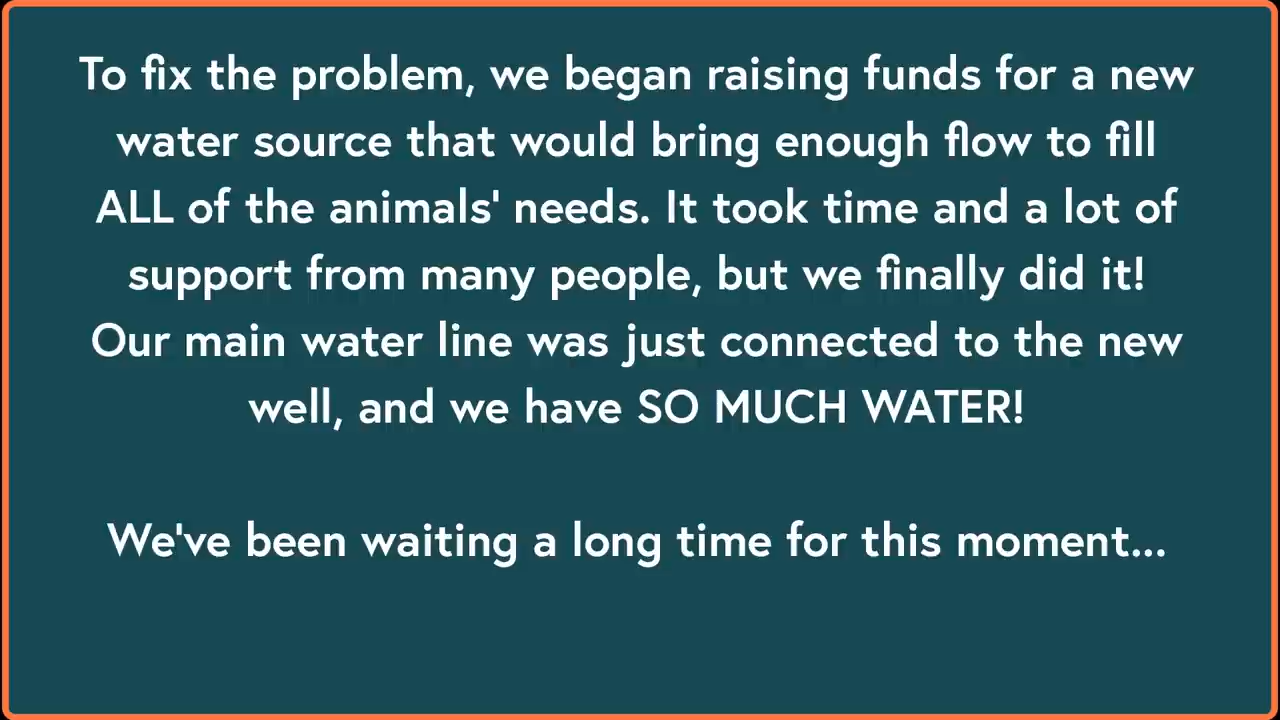 To fix the problem, we began raising funds for a new
water source that would bring enough flow to fill
ALL of the animals' needs. It took time and a lot of
support from many people, but we finally did it!
Our main water line was just connected to the new
well, and we have SO MUCH WATER!
We've been waiting a long time for this moment...